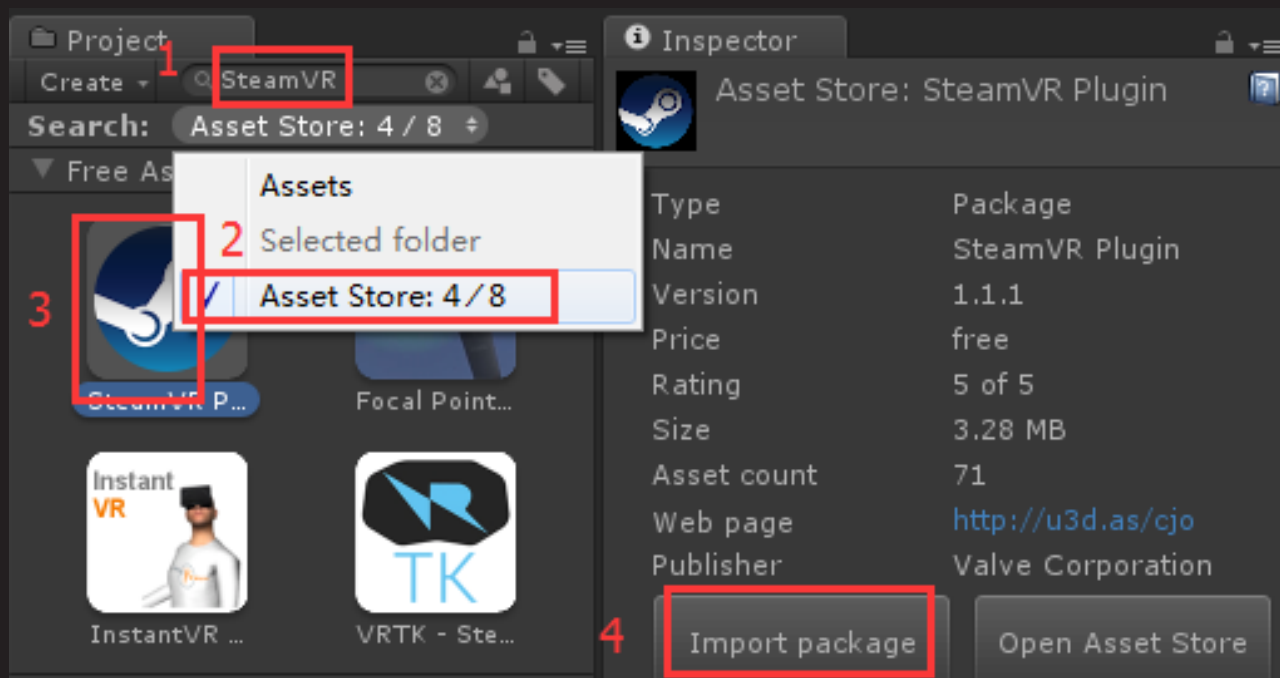 Project
1
Create
SteamVR
Search:
Asset Store: 4 / 8
Free As
Assets
2
Selected folder
Asset Store: 4/8
3
SteamVR P...
Focal Point...
Instant
VR
TK
InstantVR ...
VRTK - Ste...
Inspector
Asset Store: SteamVR Plugin
?
Type Package
Name SteamVR Plugin
Version 1.1.1
Price free
Rating 5 of 5
Size 3.28 MB
Asset count 71
Web page http://u3d.as/cjo
Publisher Valve Corporation
4
Import package
Open Asset Store